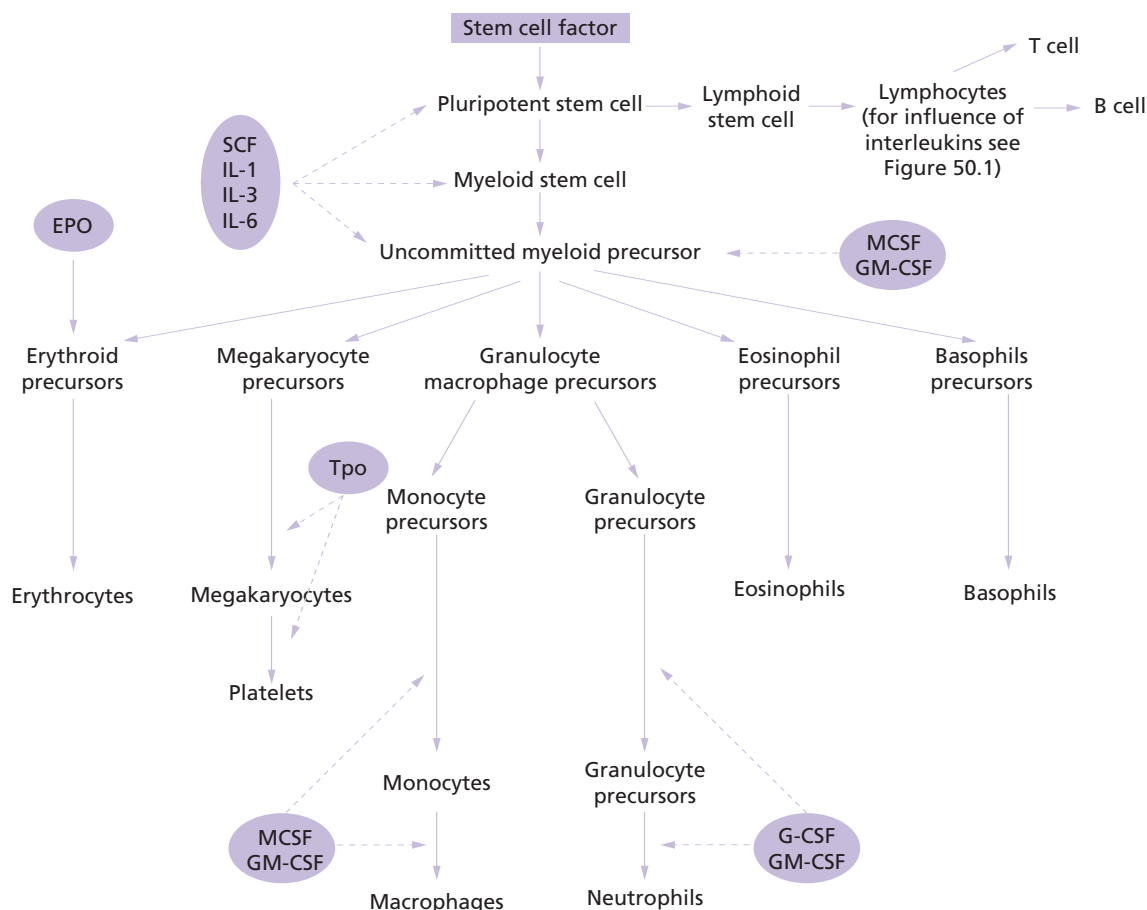 Stem cell factor
T cell
Pluripotent stem cell
Lymphoid
stem cell
Lymphocytes
(for influence of
interleukins see
Figure 50.1)
B cell
SCF
IL-1
IL-3
IL-6
Myeloid stem cell
EPO
Uncommitted myeloid precursor
MCSF
GM-CSF
Erythroid
precursors
Megakaryocyte
precursors
Granulocyte
macrophage precursors
Eosinophil
precursors
Basophils
precursors
Tpo
Monocyte
precursors
Granulocyte
precursors
Erythrocytes
Megakaryocytes
Eosinophils
Basophils
Platelets
Monocytes
Granulocyte
precursors
MCSF
GM-CSF
G-CSF
GM-CSF
Macrophages
Neutrophils